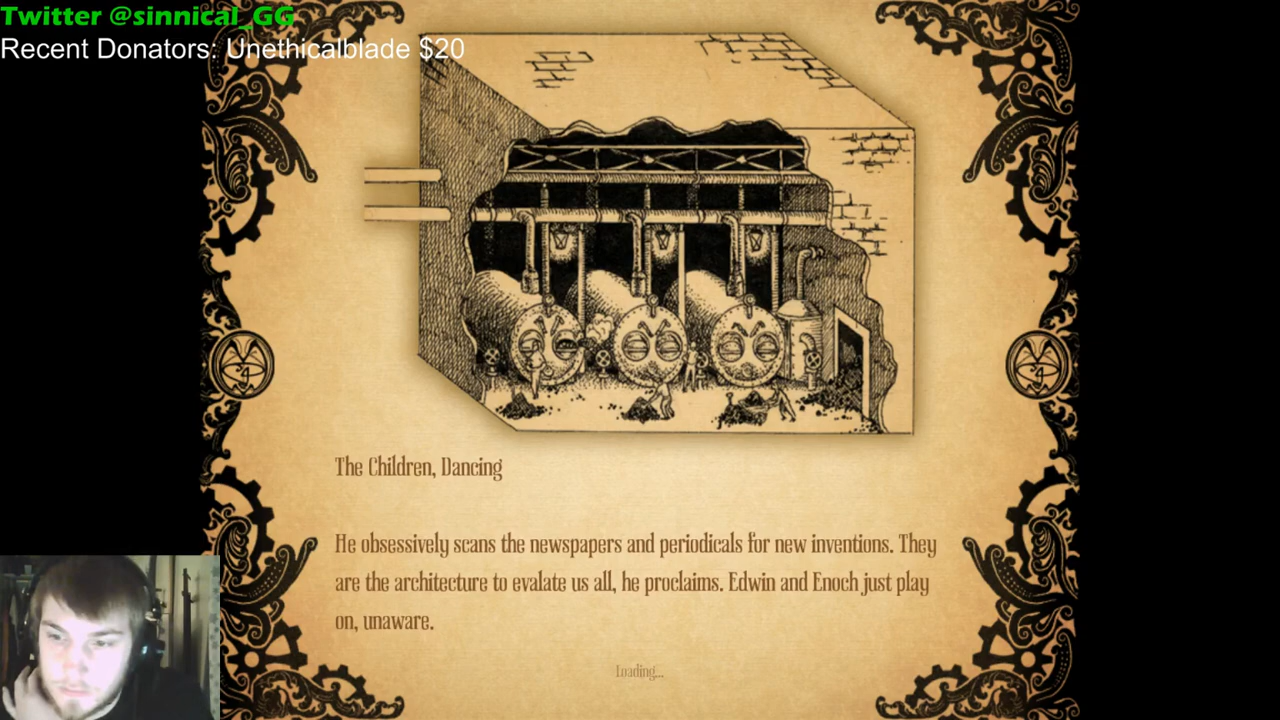 Twitter @sinnical_GG
Recent Donators: Unethicalblade $20
The Children, Dancing
He obsessively scans the newspapers and periodicals for new inventions. They
are the architecture to evalate us all, he proclaims. Edwin and Enoch just play
on, unaware.
Loading...